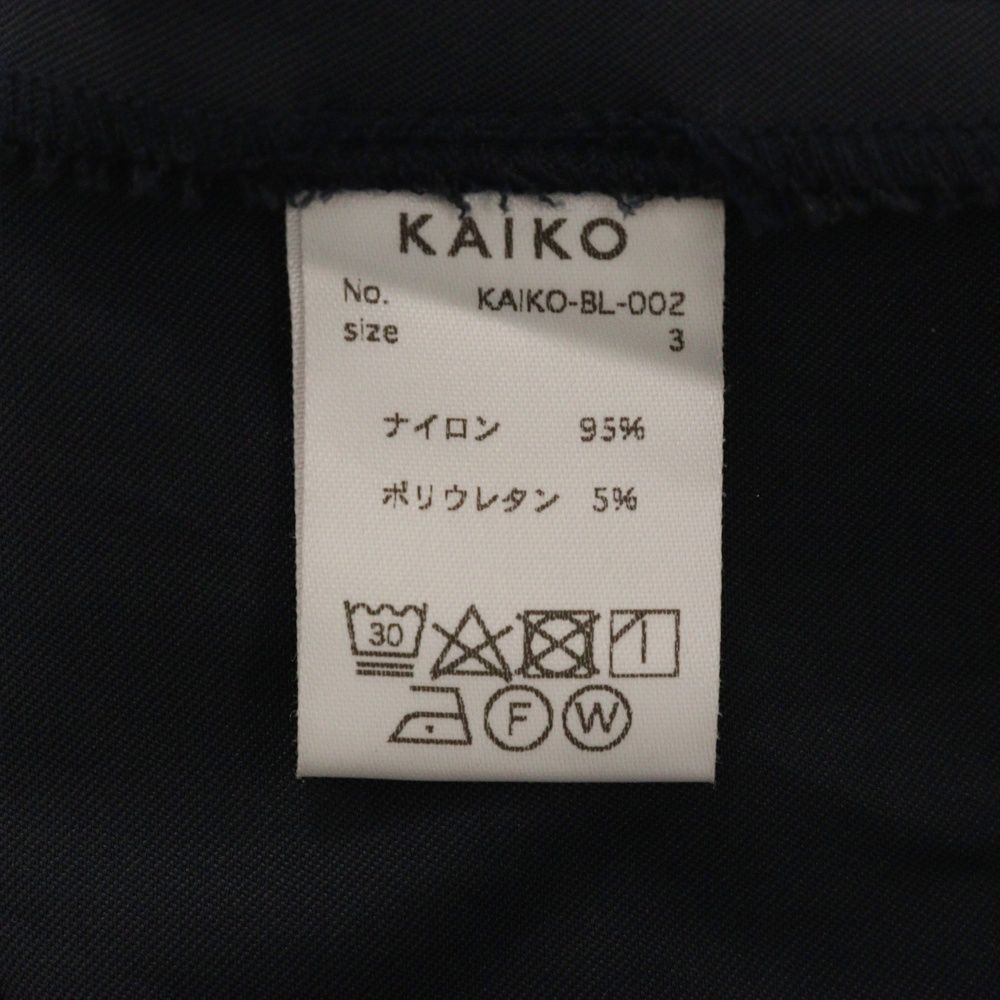 KAIKO
No. KAIKO-BL-002
size 3
ナイロン 95%
ポリウレタン 5%
30
F W